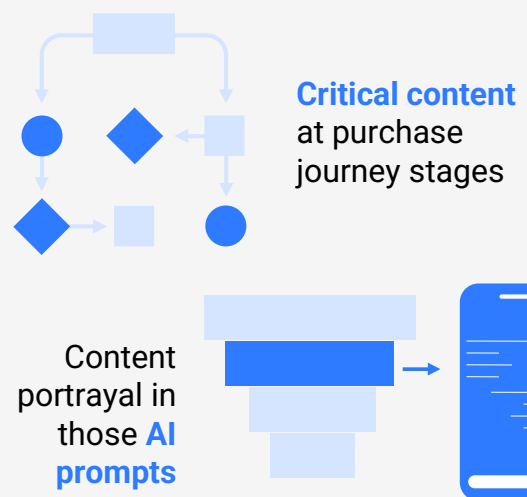 Critical content
at purchase
journey stages
Content
portrayal in
those AI
prompts